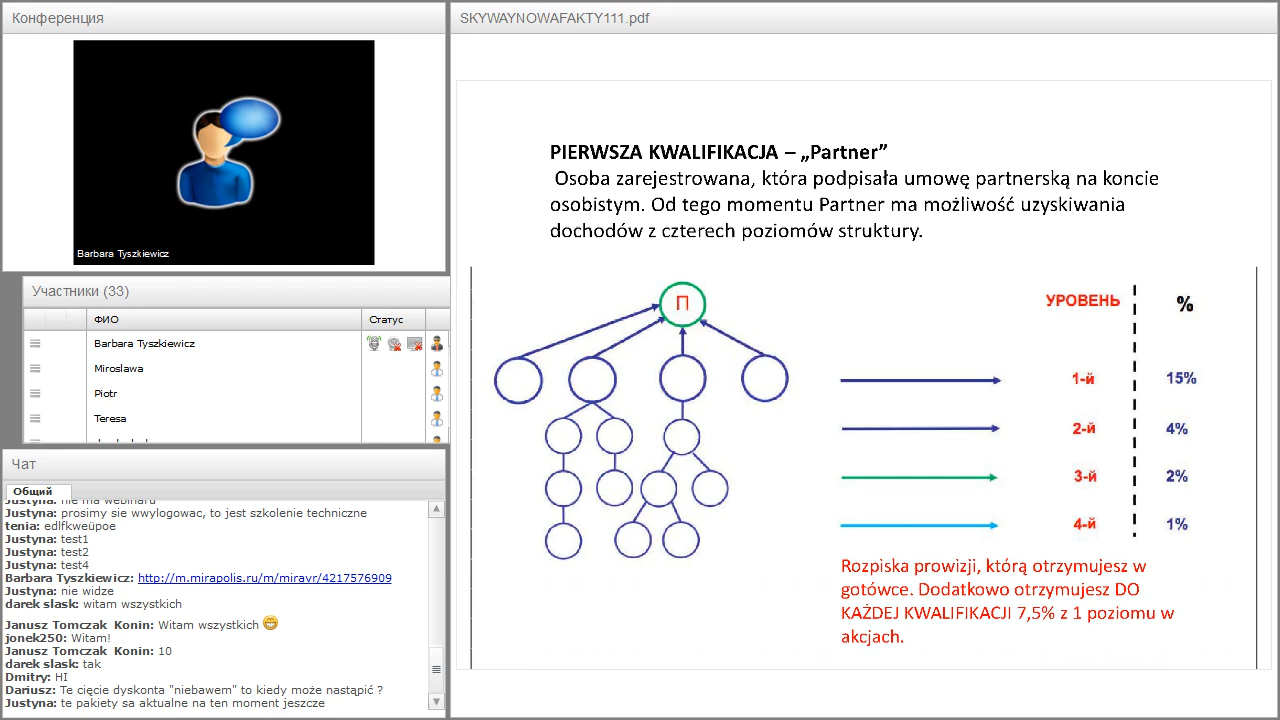 Конференция
Barbara Tyszkiewicz
Участники (33)
ФИО Статус
Barbara Tyszkiewicz
Miroslawa
Piotr
Teresa
Чат
Общий
Justyna: nie ma webinaru
Justyna: prosimy sie wwylogowac, to jest szkolenie techniczne
tenia: edlfkweüpoe
Justyna: test1
Justyna: test2
Justyna: test4
Barbara Tyszkiewicz: http://m.mirapolis.ru/m/miravr/4217576909
Justyna: nie widze
darek slask: witam wszystkich
Janusz Tomczak Konin: Witam wszystkich
jonek250: Witam!
Janusz Tomczak Konin: 10
darek slask: tak
Dmitry: HI
Dariusz: Te cięcie dyskonta "niebawem" to kiedy może nastąpić ?
Justyna: te pakiety sa aktualne na ten moment jeszcze
SKYWAYNOWAFAKTY111.pdf
PIERWSZA KWALIFIKACJA – „Partner”
Osoba zarejestrowana, która podpisała umowę partnerską na koncie
osobistym. Od tego momentu Partner ma możliwość uzyskiwania
dochodów z czterech poziomów struktury.
П
УРОВЕНЬ %
1-й 15%
2-й 4%
3-й 2%
4-й 1%
Rozpiska prowizji, którą otrzymujesz w
gotówce. Dodatkowo otrzymujesz DO
KAŻDEJ KWALIFIKACJI 7,5% z 1 poziomu w
akcjach.